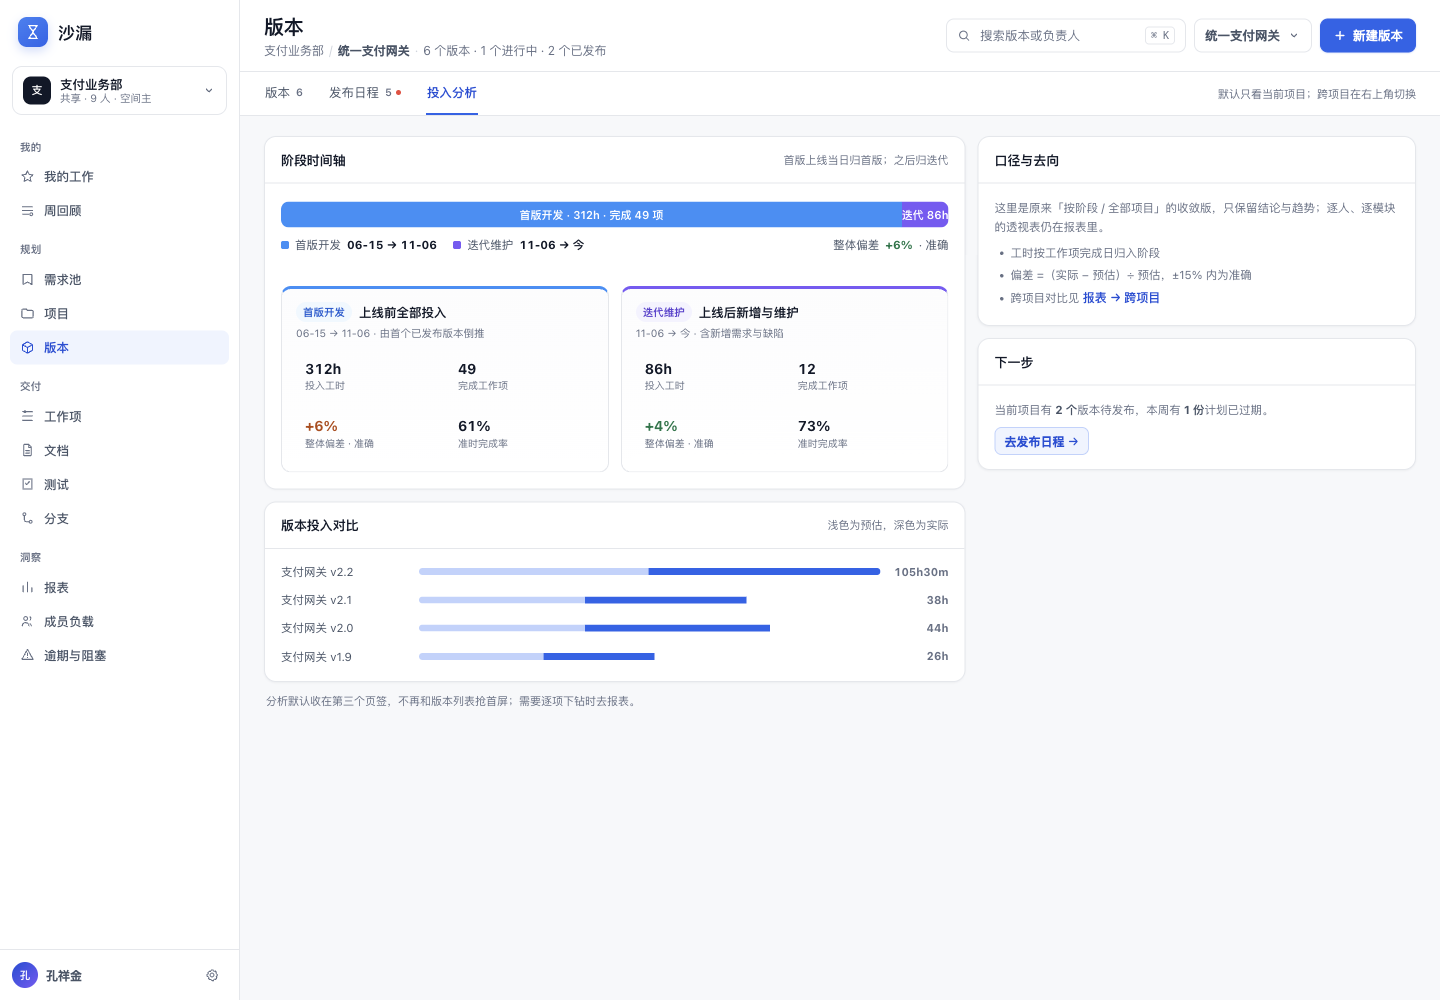 沙漏
支
支付业务部
共享 · 9 人 · 空间主
我的
我的工作
周回顾
规划
需求池
项目
版本
交付
工作项
文档
测试
分支
洞察
报表
成员负载
逾期与阻塞
孔
孔祥金
版本
支付业务部 / 统一支付网关 · 6 个版本 · 1 个进行中 · 2 个已发布
搜索版本或负责人 ⌘ K
统一支付网关
新建版本
版本 6
发布日程 5
投入分析
默认只看当前项目；跨项目在右上角切换
阶段时间轴
首版上线当日归首版；之后归迭代
首版开发 · 312h · 完成 49 项
迭代 86h
首版开发 06-15 → 11-06
迭代维护 11-06 → 今
整体偏差 +6% · 准确
首版开发 上线前全部投入
06-15 → 11-06 · 由首个已发布版本倒推
312h
投入工时
49
完成工作项
+6%
整体偏差 · 准确
61%
准时完成率
迭代维护 上线后新增与维护
11-06 → 今 · 含新增需求与缺陷
86h
投入工时
12
完成工作项
+4%
整体偏差 · 准确
73%
准时完成率
版本投入对比
浅色为预估，深色为实际
支付网关 v2.2 105h30m
支付网关 v2.1 38h
支付网关 v2.0 44h
支付网关 v1.9 26h
分析默认收在第三个页签，不再和版本列表抢首屏；需要逐项下钻时去报表。
口径与去向
这里是原来「按阶段 / 全部项目」的收敛版，只保留结论与趋势；逐人、逐模块
的透视表仍在报表里。
• 工时按工作项完成日归入阶段
• 偏差 =（实际 − 预估）÷ 预估，±15% 内为准确
• 跨项目对比见 报表 → 跨项目
下一步
当前项目有 2 个版本待发布，本周有 1 份计划已过期。
去发布日程 →